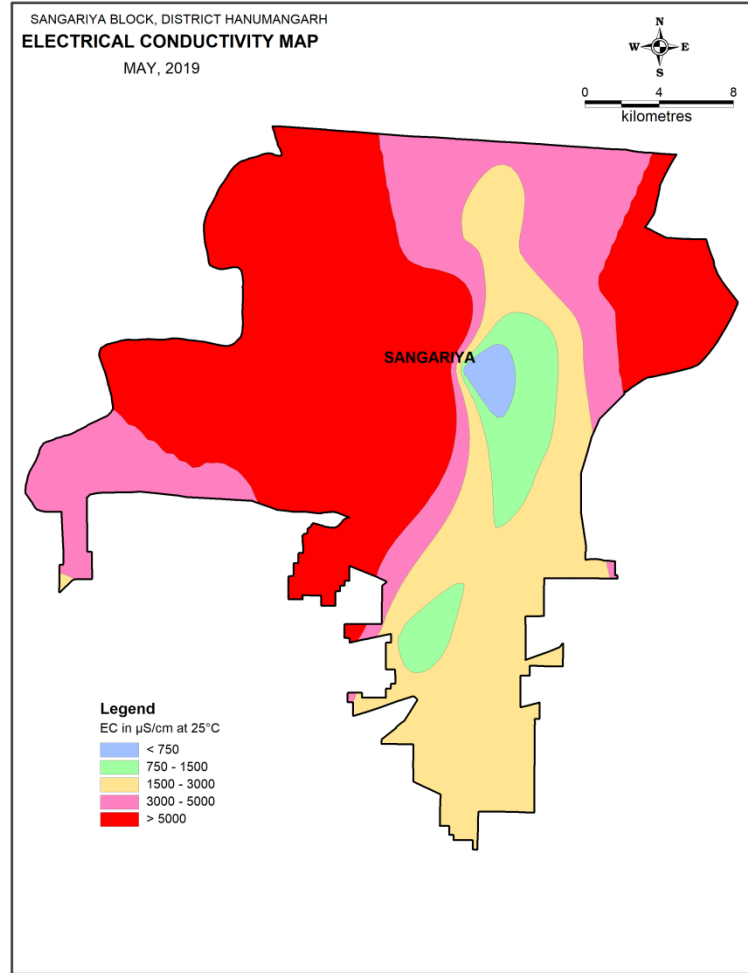 SANGARIYA BLOCK, DISTRICT HANUMANGARH
ELECTRICAL CONDUCTIVITY MAP
MAY, 2019
N
W E
S
0 4 8
kilometres
SANGARIYA
Legend
EC in µS/cm at 25°C
< 750
750 - 1500
1500 - 3000
3000 - 5000
> 5000